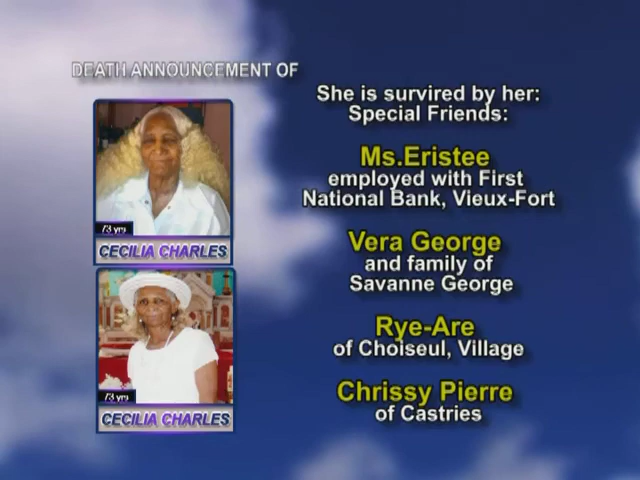 DEATH ANNOUNCEMENT OF
73 yrs
CECILIA CHARLES
73 yrs
CECILIA CHARLES
She is survired by her:
Special Friends:
Ms.Eristee
employed with First
National Bank, Vieux-Fort
Vera George
and family of
Savanne George
Rye-Are
of Choiseul, Village
Chrissy Pierre
of Castries